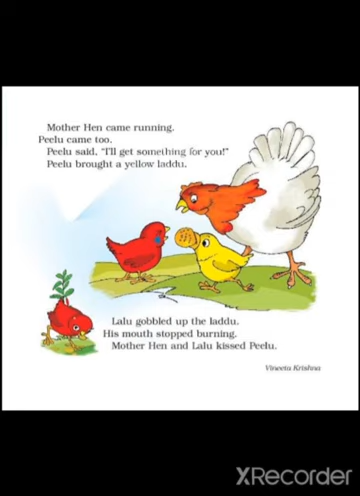 Mother Hen came running.
Peelu came too.
Peelu said, "I'll get something for you!"
Peelu brought a yellow laddu.
Lalu gobbled up the laddu.
His mouth stopped burning.
Mother Hen and Lalu kissed Peelu.
Vineeta Krishna
XRecorder